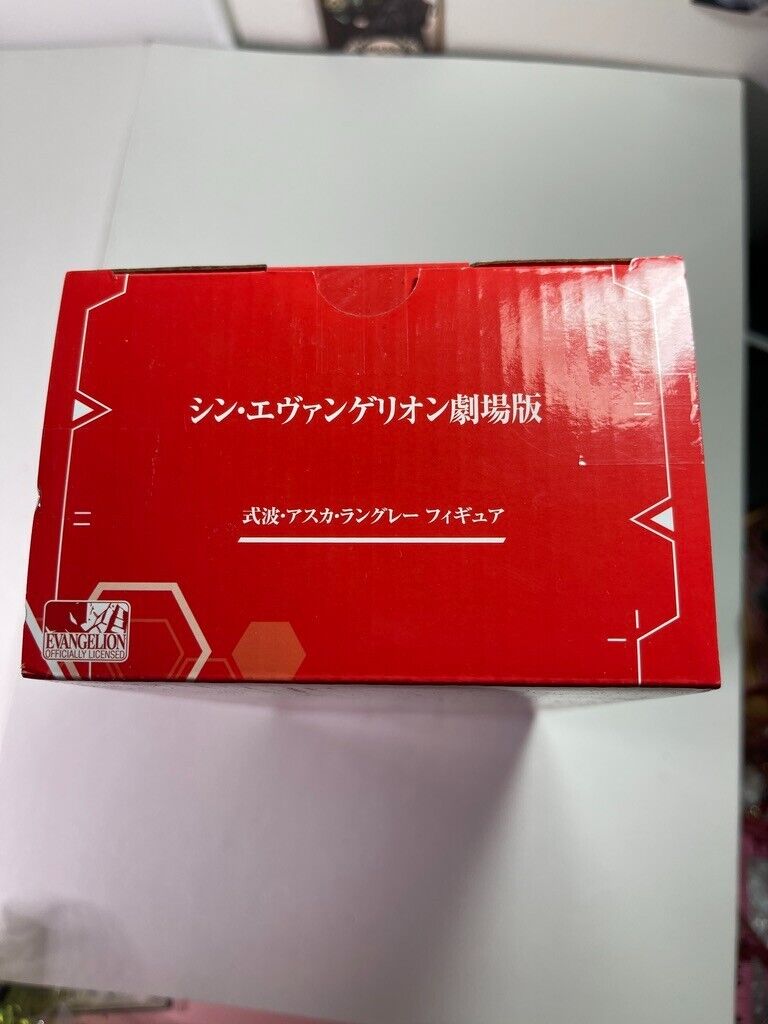 シン・エヴァンゲリオン劇場版
式波・アスカ・ラングレー フィギュア
EVANGELION
OFFICIALLY LICENSED